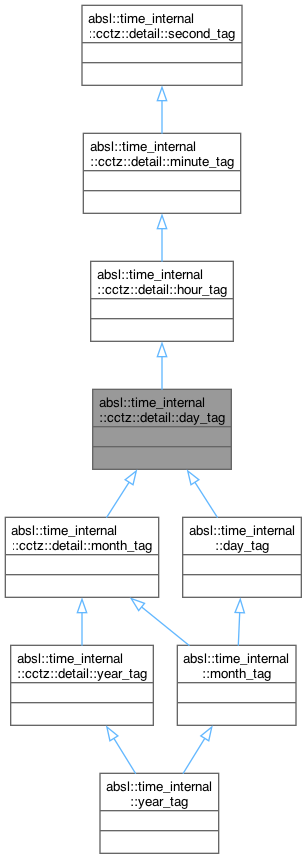 absl::time_internal
::cctz::detail::second_tag
absl::time_internal
::cctz::detail::minute_tag
absl::time_internal
::cctz::detail::hour_tag
absl::time_internal
::cctz::detail::day_tag
absl::time_internal
::cctz::detail::month_tag
absl::time_internal
::day_tag
absl::time_internal
::cctz::detail::year_tag
absl::time_internal
::month_tag
absl::time_internal
::year_tag